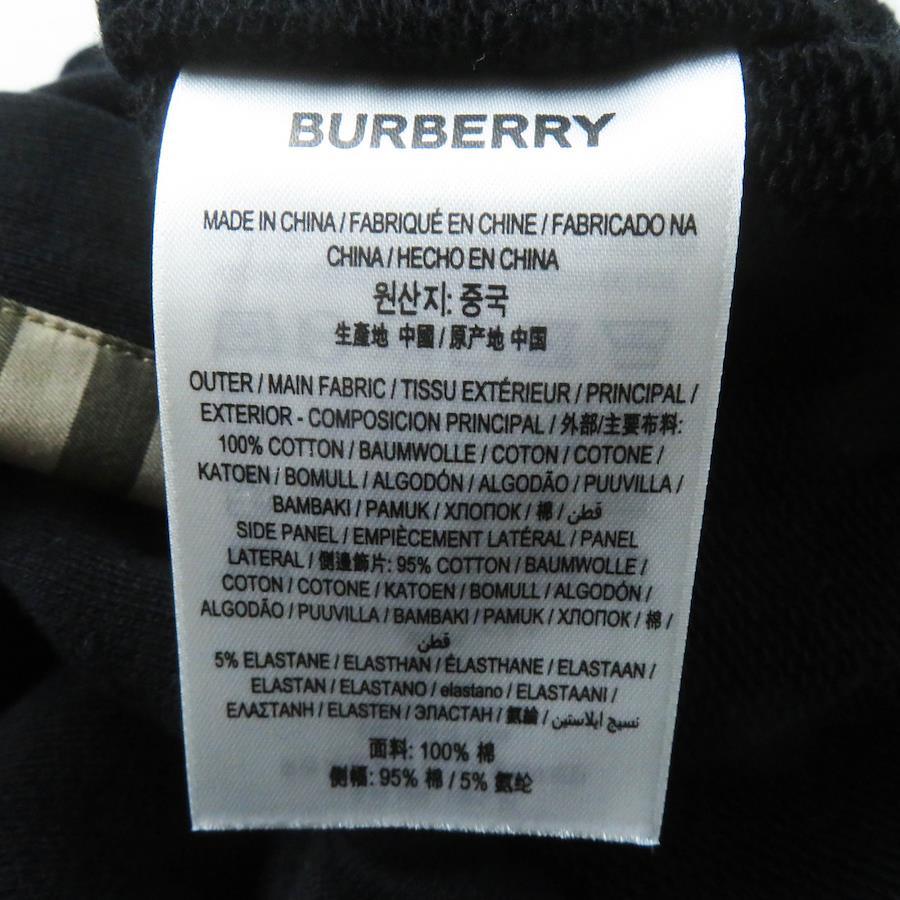 BURBERRY
MADE IN CHINA / FABRIQUÉ EN CHINE / FABRICADO NA
CHINA / HECHO EN CHINA
원산지: 중국
生產地 中國 / 原产地 中国
OUTER / MAIN FABRIC / TISSU EXTÉRIEUR / PRINCIPAL /
EXTERIOR - COMPOSICION PRINCIPAL / 外部/主要布料:
100% COTTON / BAUMWOLLE / COTON / COTONE /
KATOEN / BOMULL / ALGODÓN / ALGODÃO / PUUVILLA /
BAMBAKI / PAMUK / ХЛОПОК / 棉 / قطن
SIDE PANEL / EMPIÈCEMENT LATÉRAL / PANEL
LATERAL / 側邊飾片: 95% COTTON / BAUMWOLLE /
COTON / COTONE / KATOEN / BOMULL / ALGODÓN /
ALGODÃO / PUUVILLA / BAMBAKI / PAMUK / ХЛОПОК / 棉 /
قطن
5% ELASTANE / ELASTHAN / ÉLASTHANE / ELASTAAN /
ELASTAN / ELASTANO / elastano / ELASTAANI /
ΕΛΑΣΤΑΝΗ / ELASTEN / ЭЛАСТАН / 氨綸 / نسيج ايلاستين
面料: 100% 棉
侧幅: 95% 棉 / 5% 氨纶